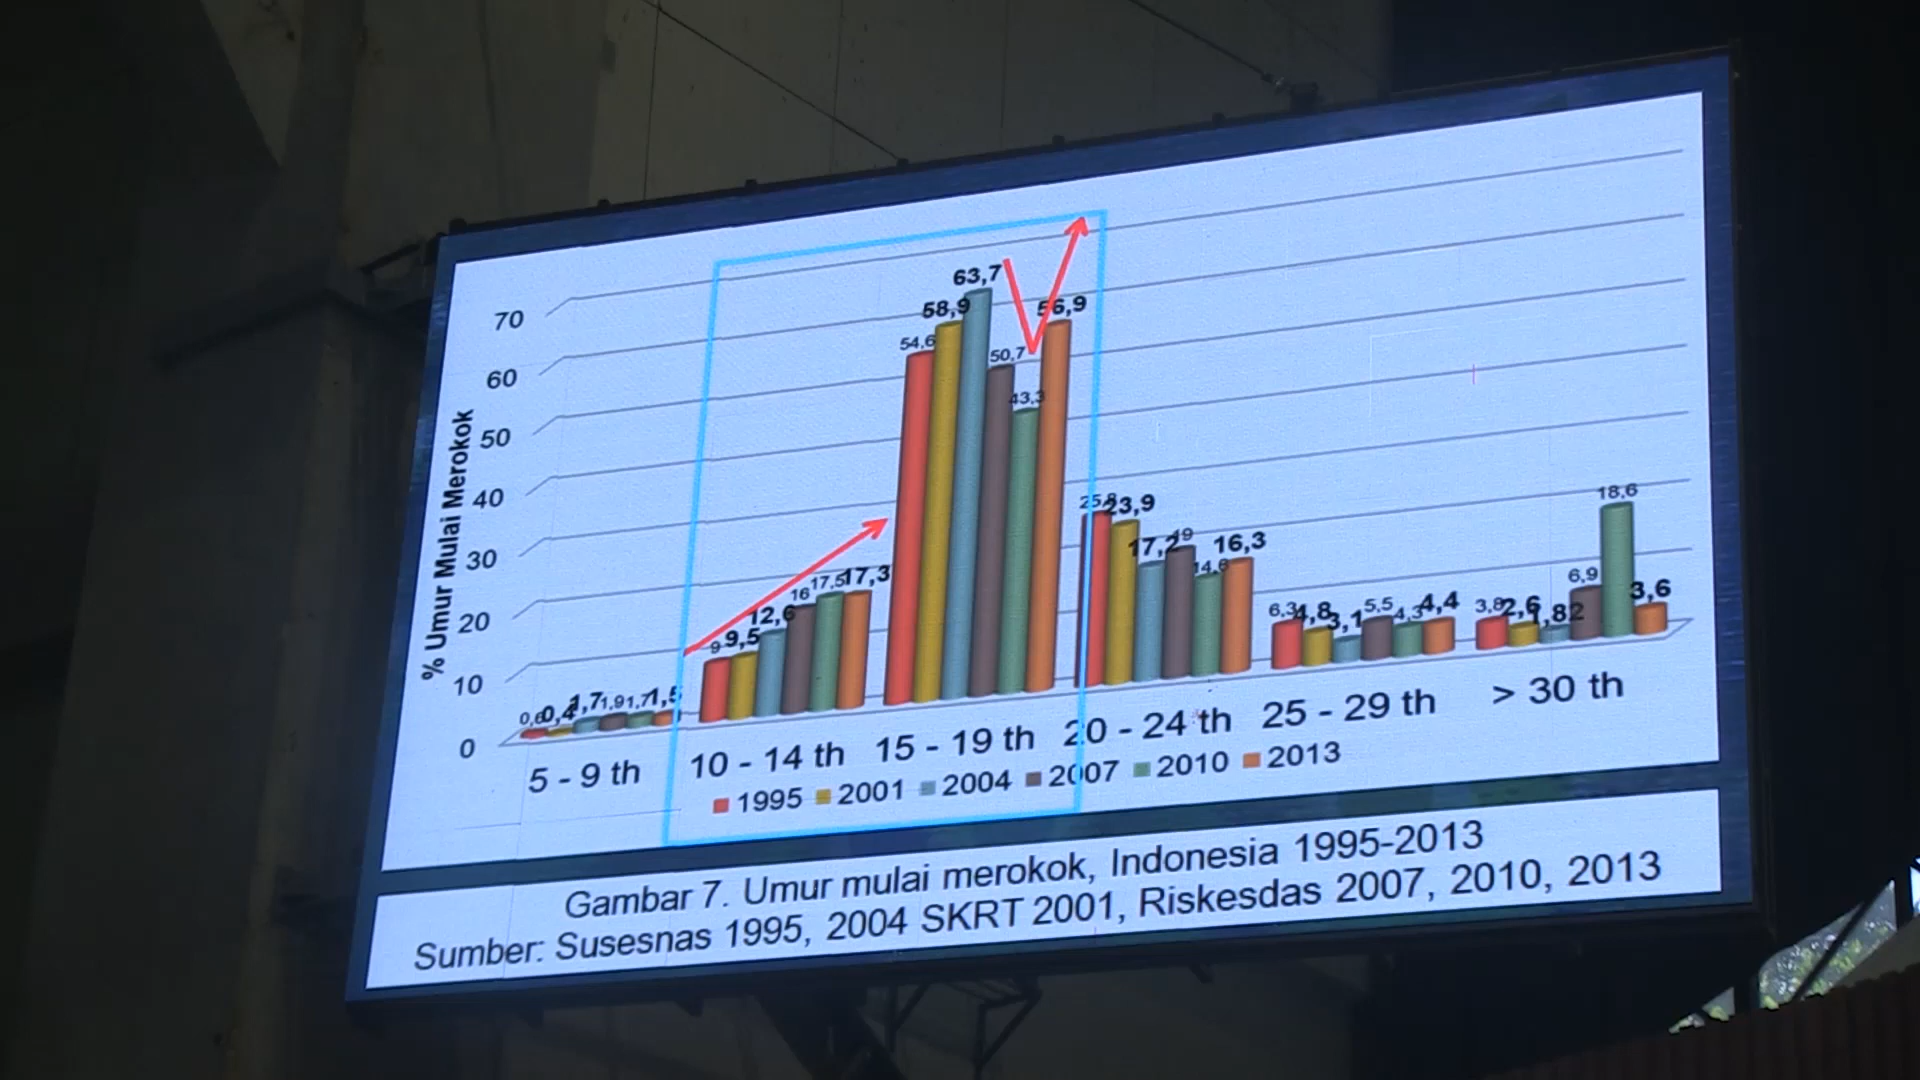 % Umur Mulai Merokok
70
60
50
40
30
20
10
0
0,6 0,4 1,7 1,9 1,7 1,5
9 9,5 12,6 16 17,5 17,3
54,6 58,9 63,7 50,7 43,3 56,9
25,8 23,9 17,2 19 14,6 16,3
6,3 4,8 3,1 5,5 4,3 4,4
3,8 2,6 1,82 6,9 18,6 3,6
5 - 9 th 10 - 14 th 15 - 19 th 20 - 24 th 25 - 29 th > 30 th
1995 2001 2004 2007 2010 2013
Gambar 7. Umur mulai merokok, Indonesia 1995-2013
Sumber: Susesnas 1995, 2004 SKRT 2001, Riskesdas 2007, 2010, 2013